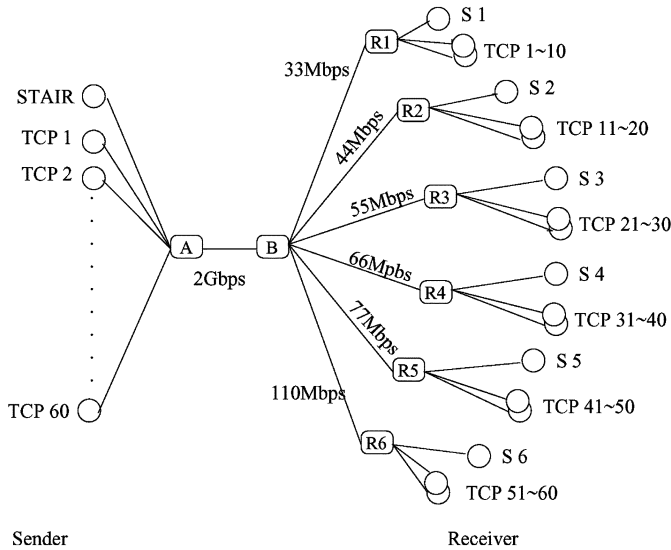 S 1
R1
TCP 1~10
33Mbps
STAIR
S 2
R2
TCP 11~20
44Mbps
TCP 1
TCP 2
S 3
R3
TCP 21~30
55Mbps
A
B
2Gbps
66Mpbs
S 4
R4
TCP 31~40
77Mbps
S 5
R5
TCP 41~50
110Mbps
TCP 60
R6
S 6
TCP 51~60
Sender
Receiver